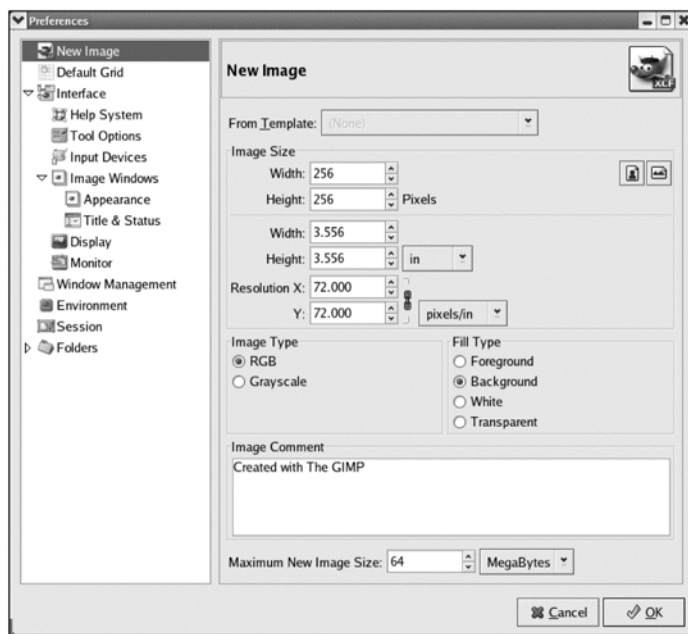 Preferences
New Image
Default Grid
Interface
Help System
Tool Options
Input Devices
Image Windows
Appearance
Title & Status
Display
Monitor
Window Management
Environment
Session
Folders
New Image
XCF
From Template: (None)
Image Size
Width: 256
Height: 256 Pixels
Width: 3.556
Height: 3.556 in
Resolution X: 72.000
Y: 72.000 pixels/in
Image Type
RGB
Grayscale
Fill Type
Foreground
Background
White
Transparent
Image Comment
Created with The GIMP
Maximum New Image Size: 64 MegaBytes
Cancel OK